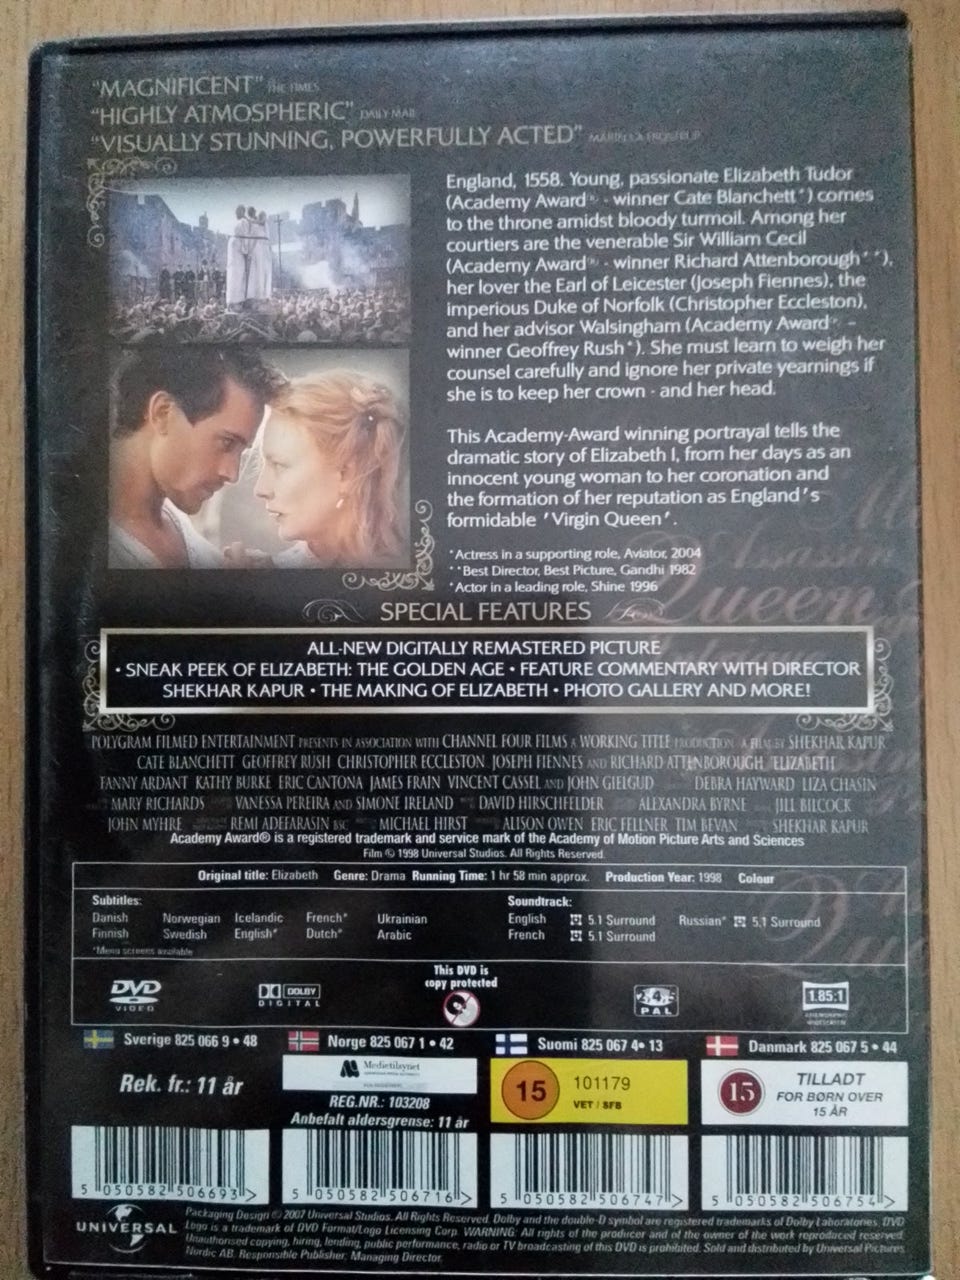 "MAGNIFICENT" THE TIMES
"HIGHLY ATMOSPHERIC" DAILY MAIL
"VISUALLY STUNNING, POWERFULLY ACTED" MARIELLA FROSTRUP
England, 1558. Young, passionate Elizabeth Tudor
(Academy Award® - winner Cate Blanchett*) comes
to the throne amidst bloody turmoil. Among her
courtiers are the venerable Sir William Cecil
(Academy Award® - winner Richard Attenborough**),
her lover the Earl of Leicester (Joseph Fiennes), the
imperious Duke of Norfolk (Christopher Eccleston),
and her advisor Walsingham (Academy Award® -
winner Geoffrey Rush*). She must learn to weigh her
counsel carefully and ignore her private yearnings if
she is to keep her crown - and her head.
This Academy-Award winning portrayal tells the
dramatic story of Elizabeth I, from her days as an
innocent young woman to her coronation and
the formation of her reputation as England's
formidable 'Virgin Queen'.
*Actress in a supporting role, Aviator, 2004
**Best Director, Best Picture, Gandhi 1982
*Actor in a leading role, Shine 1996
Queen
SPECIAL FEATURES
ALL-NEW DIGITALLY REMASTERED PICTURE
• SNEAK PEEK OF ELIZABETH: THE GOLDEN AGE • FEATURE COMMENTARY WITH DIRECTOR
SHEKHAR KAPUR • THE MAKING OF ELIZABETH • PHOTO GALLERY AND MORE!
POLYGRAM FILMED ENTERTAINMENT PRESENTS IN ASSOCIATION WITH CHANNEL FOUR FILMS A WORKING TITLE PRODUCTION A FILM BY SHEKHAR KAPUR
CATE BLANCHETT GEOFFREY RUSH CHRISTOPHER ECCLESTON JOSEPH FIENNES AND RICHARD ATTENBOROUGH 'ELIZABETH'
FANNY ARDANT KATHY BURKE ERIC CANTONA JAMES FRAIN VINCENT CASSEL AND JOHN GIELGUD DEBRA HAYWARD LIZA CHASIN
MARY RICHARDS VANESSA PEREIRA AND SIMONE IRELAND DAVID HIRSCHFELDER ALEXANDRA BYRNE JILL BILCOCK
JOHN MYHRE REMI ADEFARASIN BSC MICHAEL HIRST ALISON OWEN ERIC FELLNER TIM BEVAN SHEKHAR KAPUR
Academy Award® is a registered trademark and service mark of the Academy of Motion Picture Arts and Sciences
Film © 1998 Universal Studios. All Rights Reserved.
Original title: Elizabeth Genre: Drama Running Time: 1 hr 58 min approx. Production Year: 1998 Colour
Subtitles: Soundtrack:
Danish Norwegian Icelandic French* Ukrainian English 5.1 Surround Russian* 5.1 Surround
Finnish Swedish English* Dutch* Arabic French 5.1 Surround
*Menu screens available
DVD VIDEO
DOLBY DIGITAL
This DVD is
copy protected
2 4 5 PAL
1.85:1
ANAMORPHIC WIDESCREEN
Sverige 825 066 9 • 48 Norge 825 067 1 • 42 Suomi 825 067 4 • 13 Danmark 825 067 5 • 44
Rek. fr.: 11 år
Medietilsynet
REG.NR.: 103208
Anbefalt aldersgrense: 11 år
15 101179
VET / SFB
15 TILLADT
FOR BØRN OVER
15 ÅR
5 050582 506693 >
5 050582 506716 >
5 050582 506747 >
5 050582 506754 >
UNIVERSAL
Packaging Design © 2007 Universal Studios. All Rights Reserved. Dolby and the double-D symbol are registered trademarks of Dolby Laboratories. DVD
Logo is a trademark of DVD Format/Logo Licensing Corp. WARNING: All rights of the producer and of the owner of the work reproduced reserved.
Unauthorised copying, hiring, lending, public performance, radio or TV broadcasting of this DVD is prohibited. Sold and distributed by Universal Pictures
Nordic AB. Responsible Publisher, Managing Director.